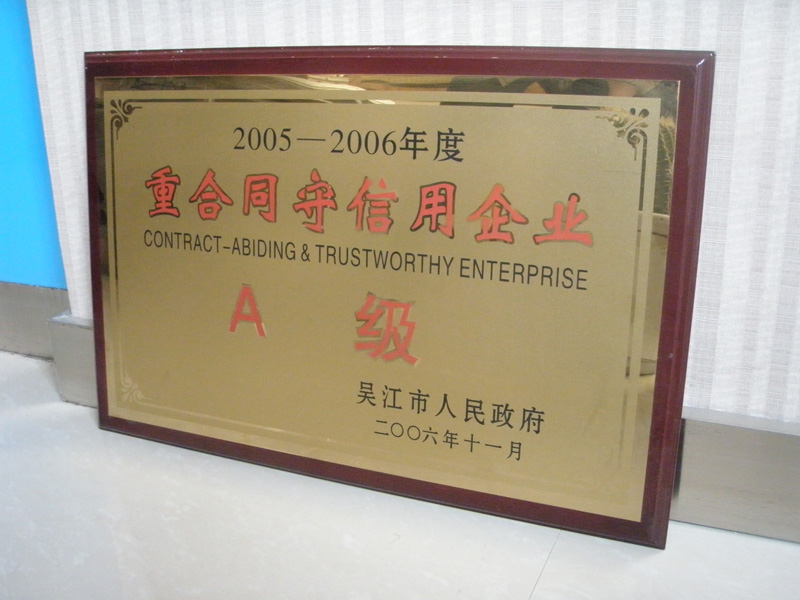 2005—2006年度
重合同守信用企业
CONTRACT-ABIDING & TRUSTWORTHY ENTERPRISE
A 级
吴江市人民政府
二〇〇六年十一月